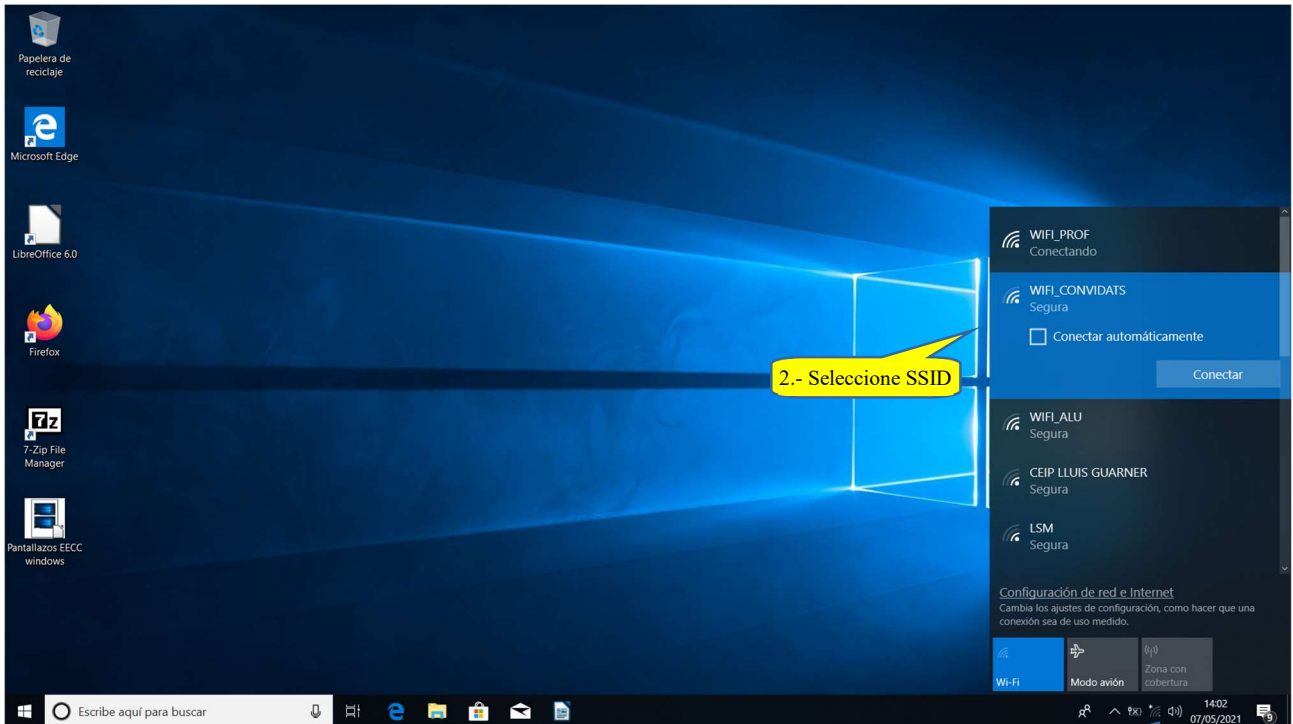 Papelera de
reciclaje
Microsoft Edge
LibreOffice 6.0
Firefox
7z
7-Zip File
Manager
Pantallazos EECC
windows
2.- Seleccione SSID
WIFI_PROF
Conectando
WIFI_CONVIDATS
Segura
Conectar automáticamente
Conectar
WIFI_ALU
Segura
CEIP LLUIS GUARNER
Segura
LSM
Segura
Configuración de red e Internet
Cambia los ajustes de configuración, como hacer que una
conexión sea de uso medido.
Wi-Fi
Modo avión
Zona con
cobertura
Escribe aquí para buscar
14:02
07/05/2021
9